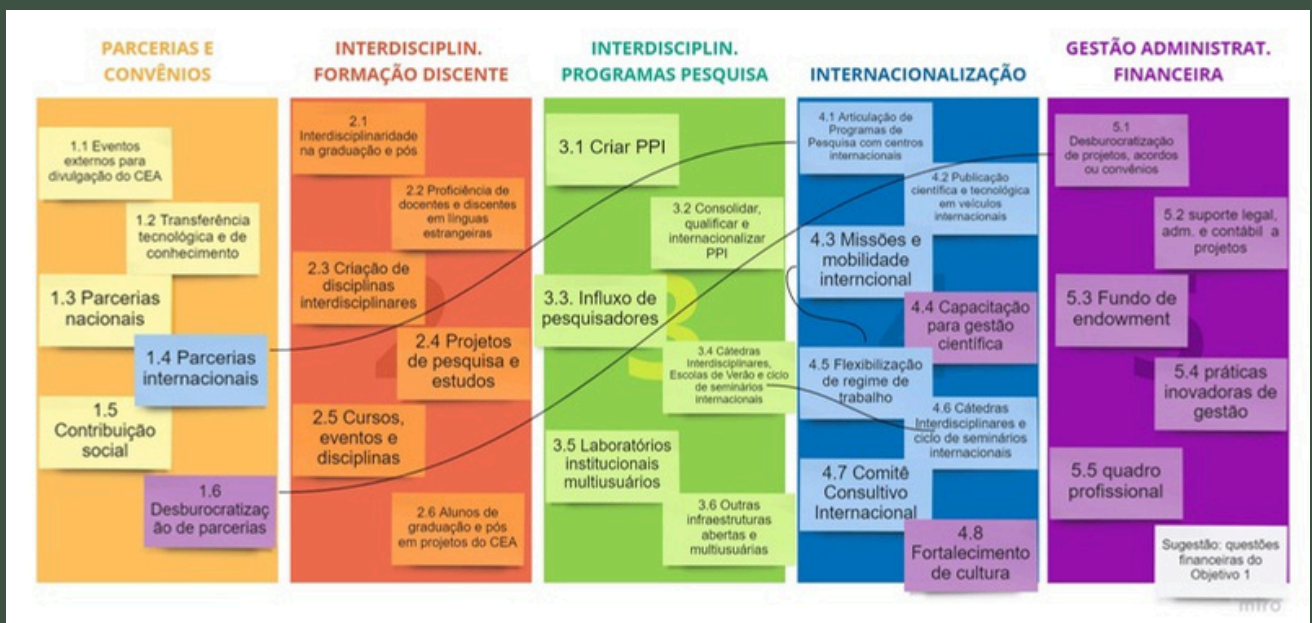 PARCERIAS E
CONVÊNIOS
1.1 Eventos
externos para
divulgação do CEA
1.2 Transferência
tecnológica e de
conhecimento
1.3 Parcerias
nacionais
1.4 Parcerias
internacionais
1.5
Contribuição
social
1.6
Desburocratizaç
ão de parcerias
INTERDISCIPLIN.
FORMAÇÃO DISCENTE
2
2.1
Interdisciplinaridade
na graduação e pós
2.2 Proficiência de
docentes e discentes
em línguas
estrangeiras
2.3 Criação de
disciplinas
interdisciplinares
2.4 Projetos
de pesquisa e
estudos
2.5 Cursos,
eventos e
disciplinas
2.6 Alunos de
graduação e pós
em projetos do CEA
INTERDISCIPLIN.
PROGRAMAS PESQUISA
3
3.1 Criar PPI
3.2 Consolidar,
qualificar e
internacionalizar
PPI
3.3. Influxo de
pesquisadores
3.4 Cátedras
Interdisciplinares,
Escolas de Verão e ciclo
de seminários
internacionais
3.5 Laboratórios
institucionais
multiusuários
3.6 Outras
infraestruturas
abertas e
multiusuárias
INTERNACIONALIZAÇÃO
4
4.1 Articulação de
Programas de
Pesquisa com centros
internacionais
4.2 Publicação
científica e tecnológica
em veículos
internacionais
4.3 Missões e
mobilidade
interncional
4.4 Capacitação
para gestão
científica
4.5 Flexibilização
de regime de
trabalho
4.6 Cátedras
Interdisciplinares e
ciclo de seminários
internacionais
4.7 Comitê
Consultivo
Internacional
4.8
Fortalecimento
de cultura
GESTÃO ADMINISTRAT.
FINANCEIRA
5
5.1
Desburocratização
de projetos, acordos
ou convênios
5.2 suporte legal,
adm. e contábil a
projetos
5.3 Fundo de
endowment
5.4 práticas
inovadoras de
gestão
5.5 quadro
profissional
Sugestão: questões
financeiras do
Objetivo 1
miro